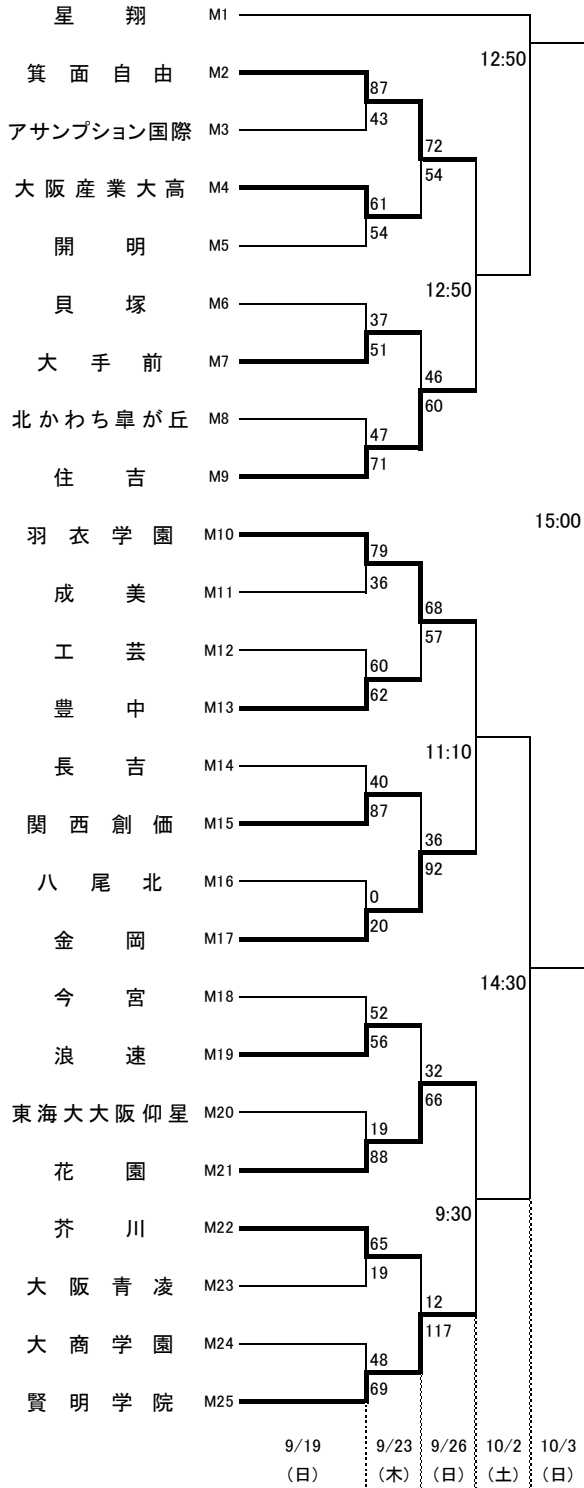 星翔 M1
12:50
箕面自由 M2
87
43
アサンプション国際 M3
72
54
大阪産業大高 M4
61
54
開明 M5
12:50
貝塚 M6
37
51
大手前 M7
46
60
北かわち皐が丘 M8
47
71
住吉 M9
15:00
羽衣学園 M10
79
36
成美 M11
68
57
工芸 M12
60
62
豊中 M13
11:10
長吉 M14
40
87
関西創価 M15
36
92
八尾北 M16
0
20
金岡 M17
14:30
今宮 M18
52
56
浪速 M19
32
66
東海大大阪仰星 M20
19
88
花園 M21
9:30
芥川 M22
65
19
大阪青凌 M23
12
117
大商学園 M24
48
69
賢明学院 M25
9/19 9/23 9/26 10/2 10/3
（日） （木） （日） （土） （日）